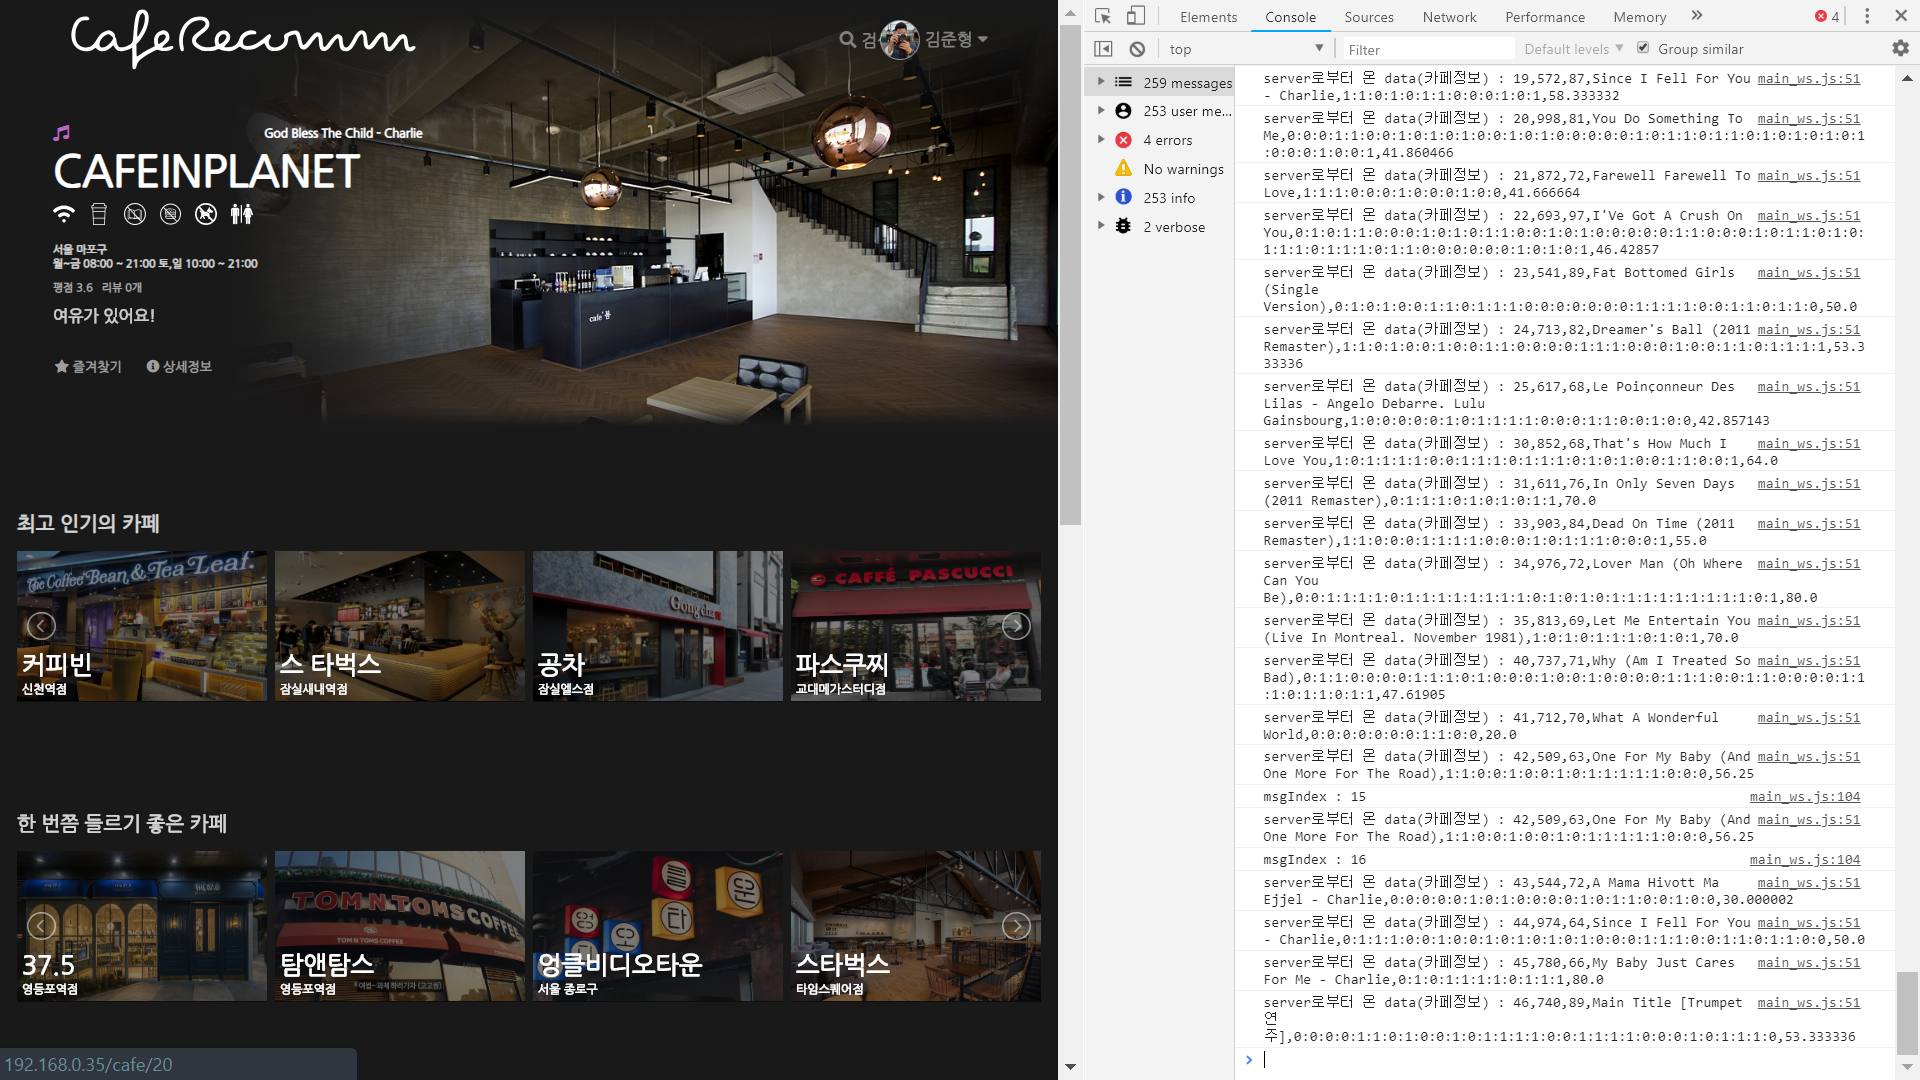 CafeRecomm
검 김준형
God Bless The Child - Charlie
CAFEINPLANET
서울 마포구
월~금 08:00 ~ 21:00 토,일 10:00 ~ 21:00
평점 3.6 리뷰 0개
여유가 있어요!
즐겨찾기 상세정보
cafe' 봄
최고 인기의 카페
The Coffee Bean & Tea Leaf.
커피빈
신천역점
스 타벅스
잠실새내역점
Gong cha
공차
잠실엘스점
CAFFÉ PASCUCCI
파스쿠찌
교대메가스터디점
한 번쯤 들르기 좋은 카페
37.5
영등포역점
TOMNTOMS COFFEE
TOM N TOMS COFFEE
탐앤탐스
영등포역점
엉클비디오타운
서울 종로구
스타벅스
타임스퀘어점
192.168.0.35/cafe/20
Elements Console Sources Network Performance Memory 4
top Filter Default levels Group similar
259 messages
253 user me...
4 errors
No warnings
253 info
2 verbose
server로부터 온 data(카페정보) : 19,572,87,Since I Fell For You main_ws.js:51
- Charlie,1:1:0:1:0:1:1:0:0:0:1:0:1,58.333332
server로부터 온 data(카페정보) : 20,998,81,You Do Something To main_ws.js:51
Me,0:0:0:1:1:0:0:1:0:1:0:1:0:1:0:0:1:0:0:0:0:0:0:1:0:1:1:0:1:1:0:1:0:1:1:0:1
:0:0:0:1:0:0:1,41.860466
server로부터 온 data(카페정보) : 21,872,72,Farewell Farewell To main_ws.js:51
Love,1:1:1:0:0:0:1:0:0:0:1:0:0,41.666664
server로부터 온 data(카페정보) : 22,693,97,I'Ve Got A Crush On main_ws.js:51
You,0:1:0:1:1:0:0:0:1:0:1:1:0:1:0:0:1:0:1:0:0:0:0:0:1:1:0:0:0:1:0:1:1:0:1:0:
1:1:1:0:1:1:1:0:1:1:0:0:0:0:0:0:1:0:1:0:1,46.42857
server로부터 온 data(카페정보) : 23,541,89,Fat Bottomed Girls main_ws.js:51
(Single
Version),0:1:0:1:0:0:1:1:0:1:1:1:0:0:0:0:0:0:0:1:1:1:1:0:0:1:1:0:1:1:0,50.0
server로부터 온 data(카페정보) : 24,713,82,Dreamer's Ball (2011 main_ws.js:51
Remaster),1:1:0:1:0:0:1:0:1:1:0:0:0:0:1:1:1:0:0:0:1:0:0:1:1:0:1:1:1:1,53.3
33336
server로부터 온 data(카페정보) : 25,617,68,Le Poinçonneur Des main_ws.js:51
Lilas - Angelo Debarre. Lulu
Gainsbourg,1:0:0:0:0:1:0:1:1:1:1:0:0:0:1:1:0:0:1:0:0,42.857143
server로부터 온 data(카페정보) : 30,852,68,That's How Much I main_ws.js:51
Love You,1:0:1:1:1:1:0:0:1:1:1:0:1:1:1:0:1:0:1:0:0:1:1:0:0:1,64.0
server로부터 온 data(카페정보) : 31,611,76,In Only Seven Days main_ws.js:51
(2011 Remaster),0:1:1:1:0:1:0:1:0:1:1,70.0
server로부터 온 data(카페정보) : 33,903,84,Dead On Time (2011 main_ws.js:51
Remaster),1:1:0:0:0:1:1:1:1:0:0:0:1:0:1:1:1:0:0:0:1,55.0
server로부터 온 data(카페정보) : 34,976,72,Lover Man (Oh Where main_ws.js:51
Can You
Be),0:0:1:1:1:1:0:1:1:1:1:1:1:1:1:0:1:0:1:0:1:1:1:1:1:1:1:1:1:0:1,80.0
server로부터 온 data(카페정보) : 35,813,69,Let Me Entertain You main_ws.js:51
(Live In Montreal. November 1981),1:0:1:0:1:1:1:0:1:0:1,70.0
server로부터 온 data(카페정보) : 40,737,71,Why (Am I Treated So main_ws.js:51
Bad),0:1:1:0:0:0:0:1:1:1:0:1:0:0:1:0:0:1:0:0:0:0:1:1:1:0:0:1:1:0:0:0:0:1:1
:1:0:1:1:0:1:1,47.61905
server로부터 온 data(카페정보) : 41,712,70,What A Wonderful main_ws.js:51
World,0:0:0:0:0:0:0:1:1:0:0,20.0
server로부터 온 data(카페정보) : 42,509,63,One For My Baby (And main_ws.js:51
One More For The Road),1:1:0:0:1:0:0:1:0:1:1:1:1:1:0:0:0,56.25
msgIndex : 15 main_ws.js:104
server로부터 온 data(카페정보) : 42,509,63,One For My Baby (And main_ws.js:51
One More For The Road),1:1:0:0:1:0:0:1:0:1:1:1:1:1:0:0:0,56.25
msgIndex : 16 main_ws.js:104
server로부터 온 data(카페정보) : 43,544,72,A Mama Hivott Ma main_ws.js:51
Ejjel - Charlie,0:0:0:0:0:1:0:1:0:0:0:0:1:0:1:1:0:0:1:0:0,30.000002
server로부터 온 data(카페정보) : 44,974,64,Since I Fell For You main_ws.js:51
- Charlie,0:1:1:1:0:0:1:0:0:1:0:1:0:1:0:0:0:1:1:1:0:0:1:1:0:1:1:0:0,50.0
server로부터 온 data(카페정보) : 45,780,66,My Baby Just Cares main_ws.js:51
For Me - Charlie,0:1:0:1:1:1:1:1:0:1:1,80.0
server로부터 온 data(카페정보) : 46,740,89,Main Title [Trumpet main_ws.js:51
연
주],0:0:0:0:1:1:0:1:0:0:1:0:1:1:1:1:1:0:0:1:1:1:1:0:0:0:1:0:1:1:1:0,53.333336